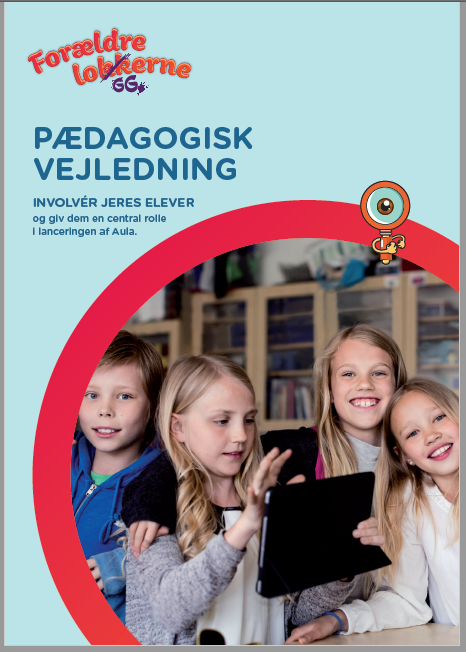 Forældre
lokkerne
GG
PÆDAGOGISK
VEJLEDNING
INVOLVÉR JERES ELEVER
og giv dem en central rolle
i lanceringen af Aula.